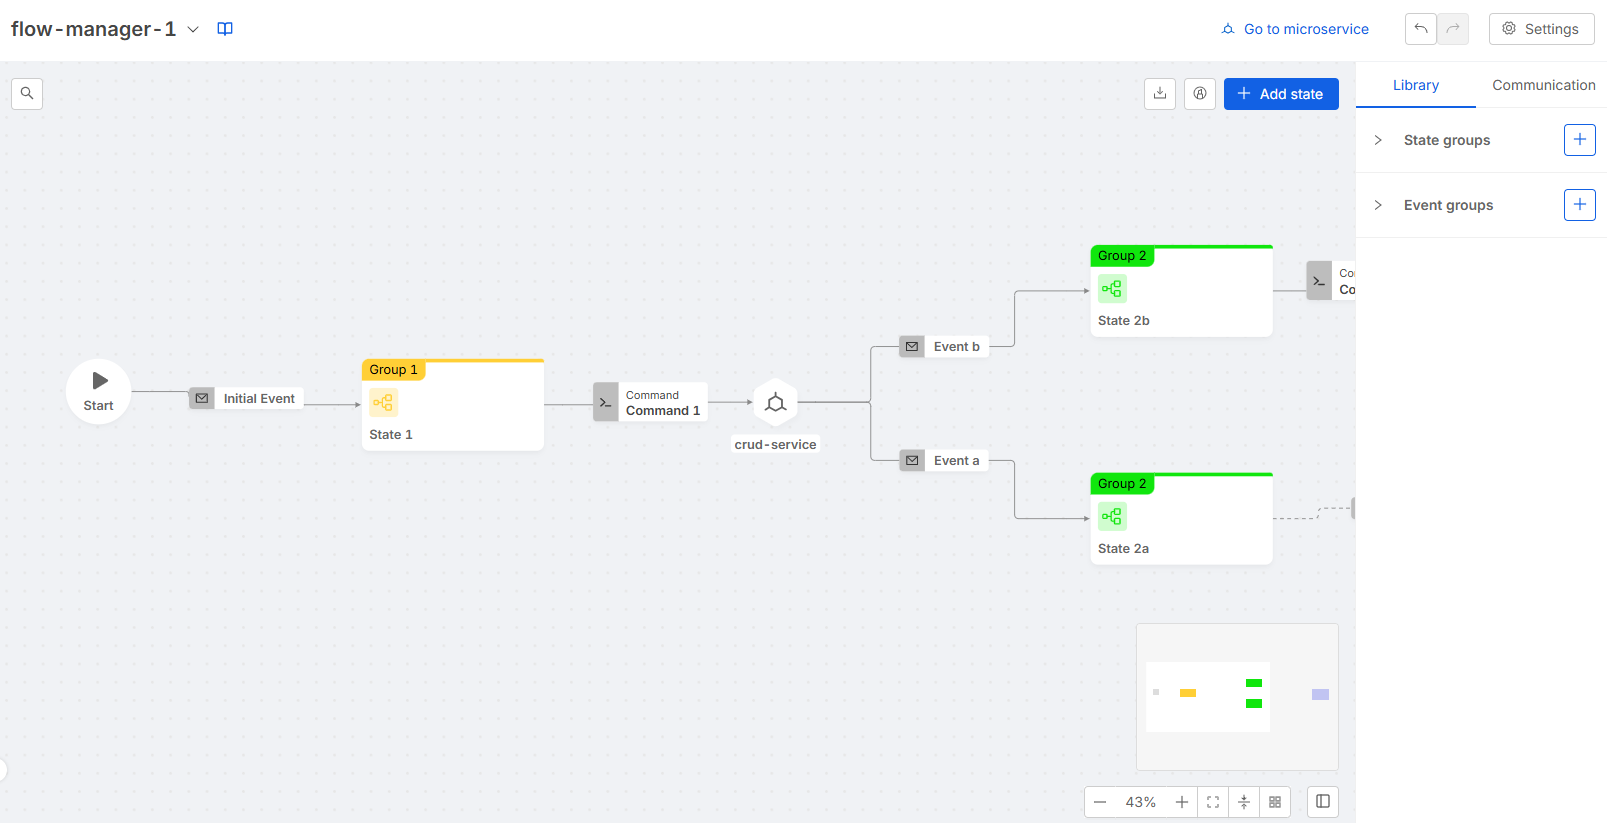 flow-manager-1
Go to microservice
Settings
Add state
Library
Communication
State groups
Event groups
Group 2
State 2b
Co
Event b
Group 1
State 1
Start
Initial Event
Command
Command 1
crud-service
Event a
Group 2
State 2a
43%